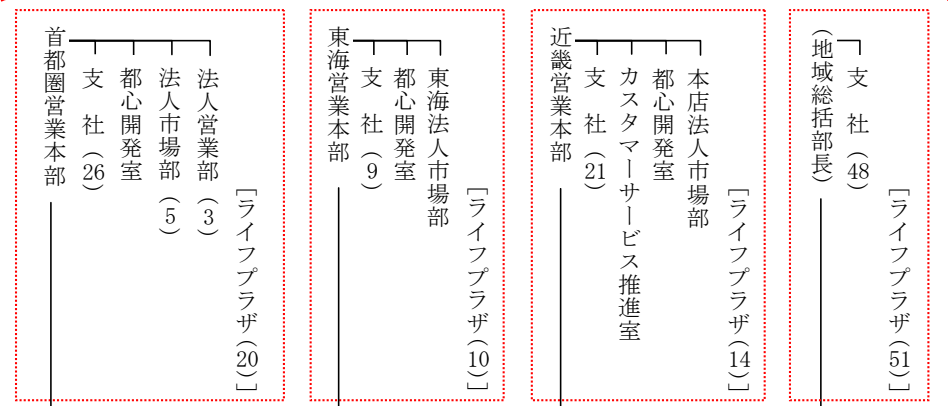 （地域総括部長）
支　社（48）
［ライフプラザ（51）］
近畿営業本部
支　社（21）
カスタマーサービス推進室
都心開発室
本店法人市場部
［ライフプラザ（14）］
東海営業本部
支　社（9）
都心開発室
東海法人市場部
［ライフプラザ（10）］
首都圏営業本部
支　社（26）
都心開発室
法人市場部（5）
法人営業部（3）
［ライフプラザ（20）］